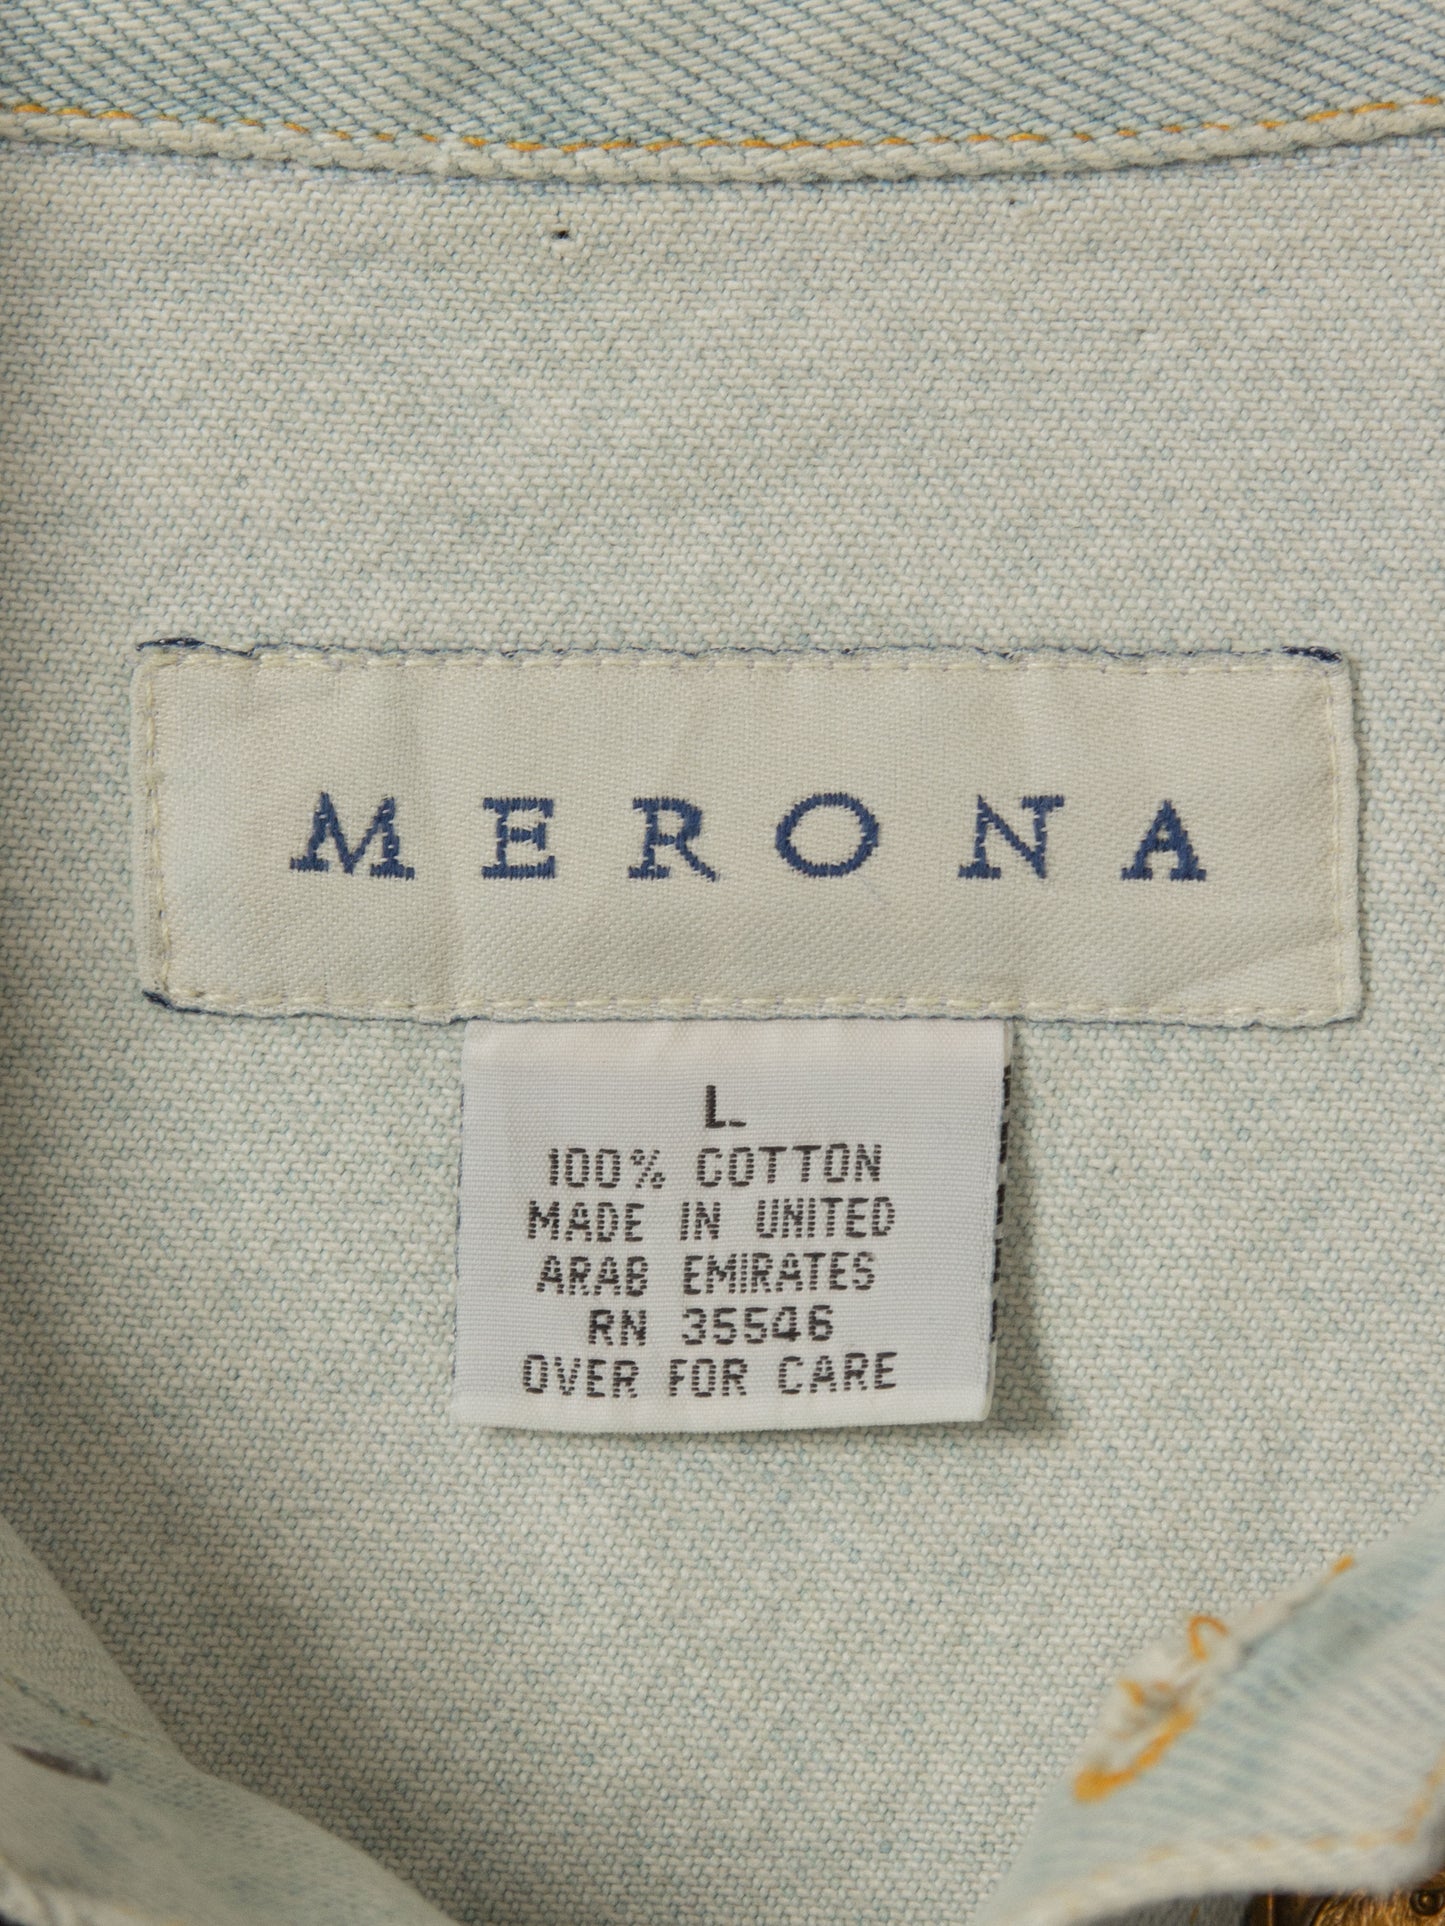 MERONA
L
100% COTTON
MADE IN UNITED
ARAB EMIRATES
RN 35546
OVER FOR CARE